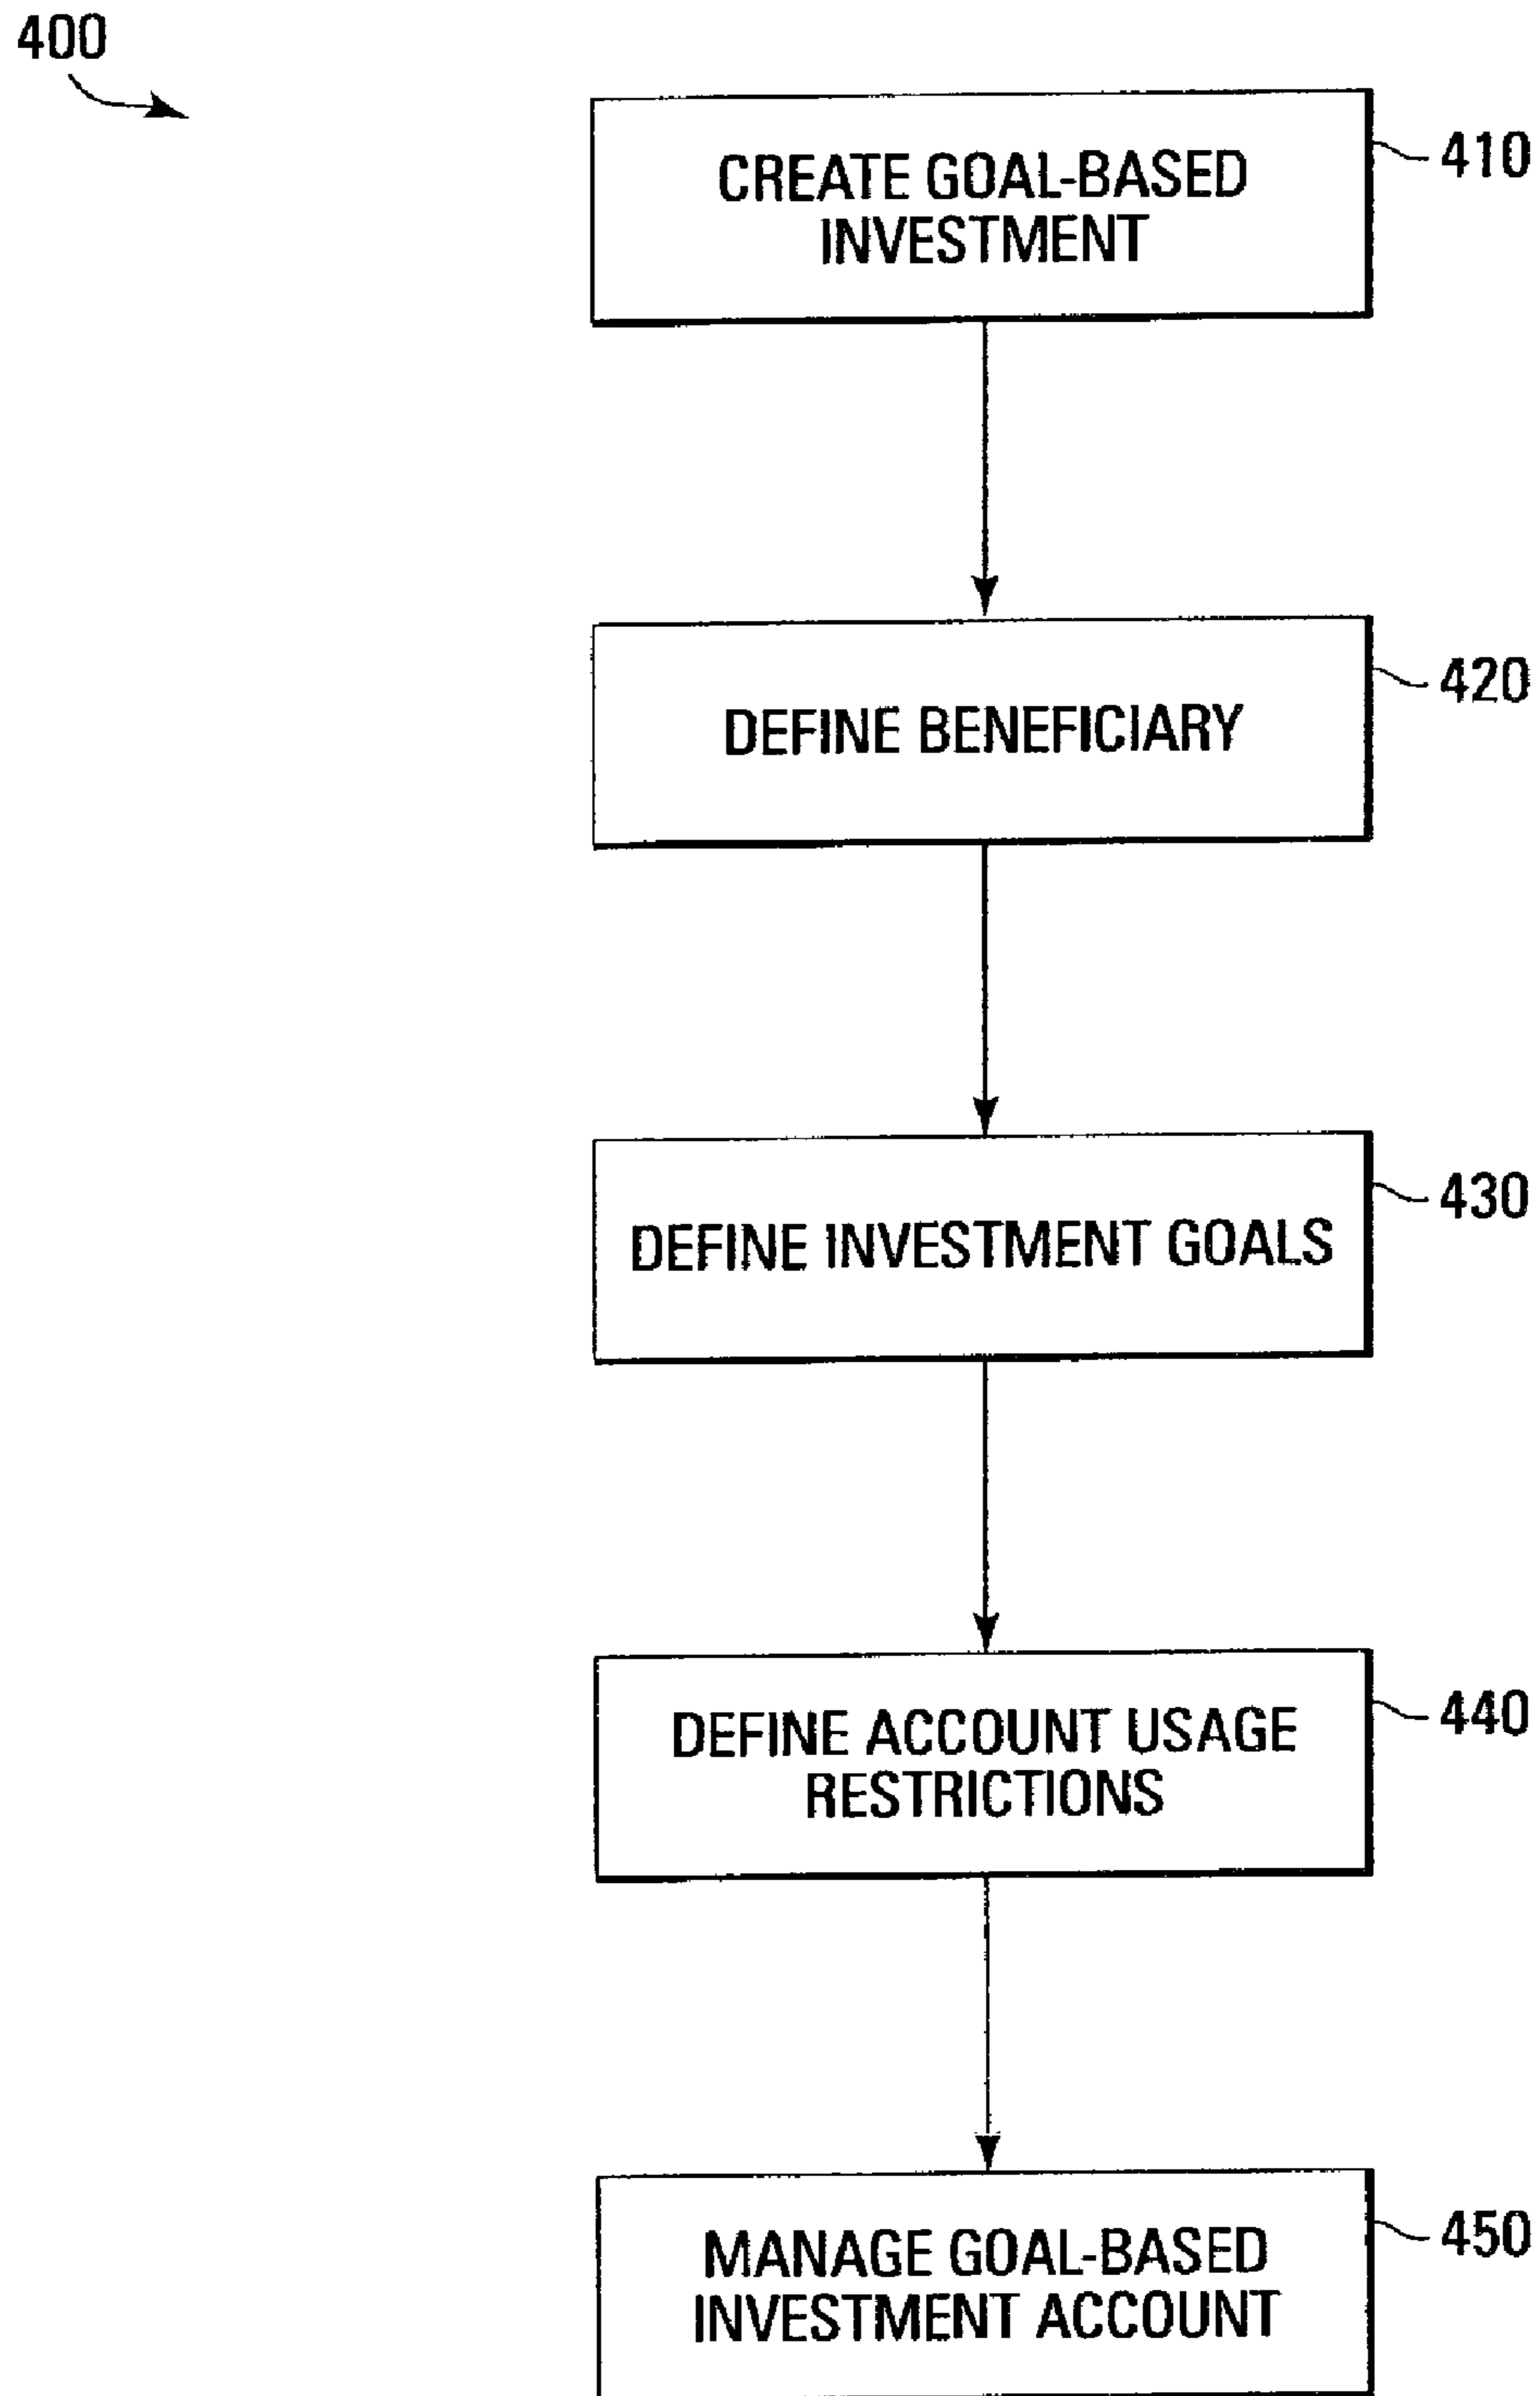 400
CREATE GOAL-BASED
INVESTMENT
410
DEFINE BENEFICIARY
420
DEFINE INVESTMENT GOALS
430
DEFINE ACCOUNT USAGE
RESTRICTIONS
440
MANAGE GOAL-BASED
INVESTMENT ACCOUNT
450